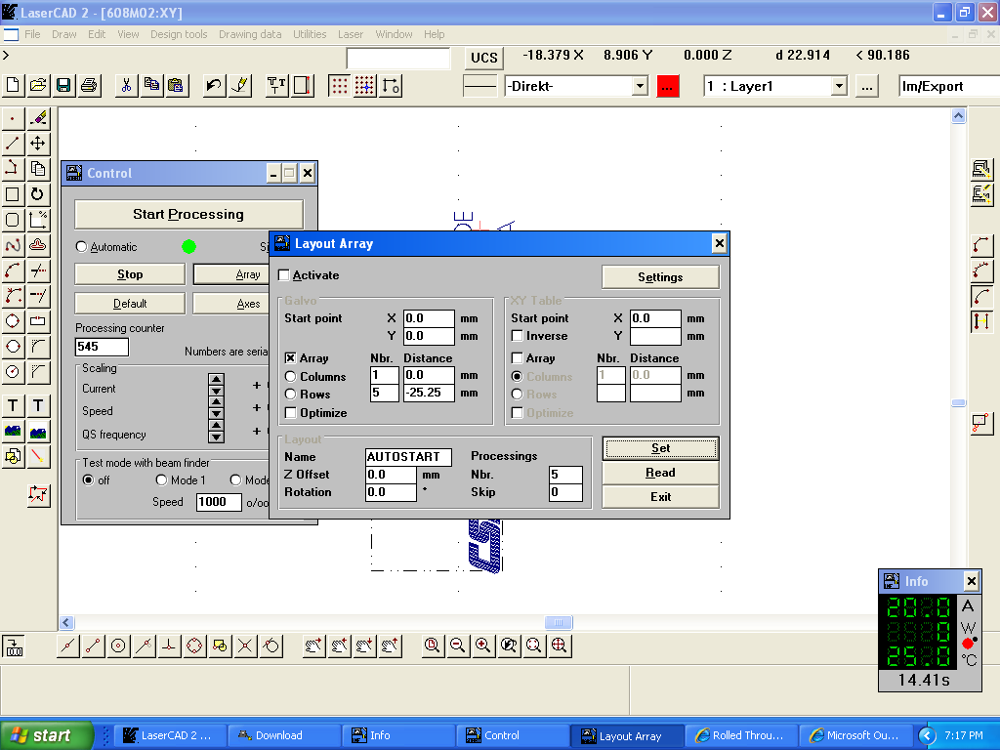 LaserCAD 2 - [608M02:XY]
File Draw Edit View Design tools Drawing data Utilities Laser Window Help
> UCS -18.379 X 8.906 Y 0.000 Z d 22.914 < 90.186
-Direkt- ... 1 : Layer1 ... Im/Export
Control
Start Processing
Automatic
Stop Array
Default Axes
Processing counter
545
Numbers are seria
Scaling
Current +
Speed +
QS frequency +
Test mode with beam finder
off Mode 1 Mode
Speed 1000 o/oo
Layout Array
Activate Settings
Galvo
Start point X 0.0 mm
Y 0.0 mm
Array Nbr. Distance
Columns 1 0.0 mm
Rows 5 -25.25 mm
Optimize
XY Table
Start point X 0.0 mm
Inverse Y mm
Array Nbr. Distance
Columns 1 0.0 mm
Rows mm
Optimize
Layout
Name AUTOSTART Processings
Z Offset 0.0 mm Nbr. 5
Rotation 0.0 ° Skip 0
Set
Read
Exit
T T
Info
20.0 A
0 W
25.0 °C
14.41s
start LaserCAD 2 ... Download Info Control Layout Array Rolled Throu... Microsoft Ou... 7:17 PM